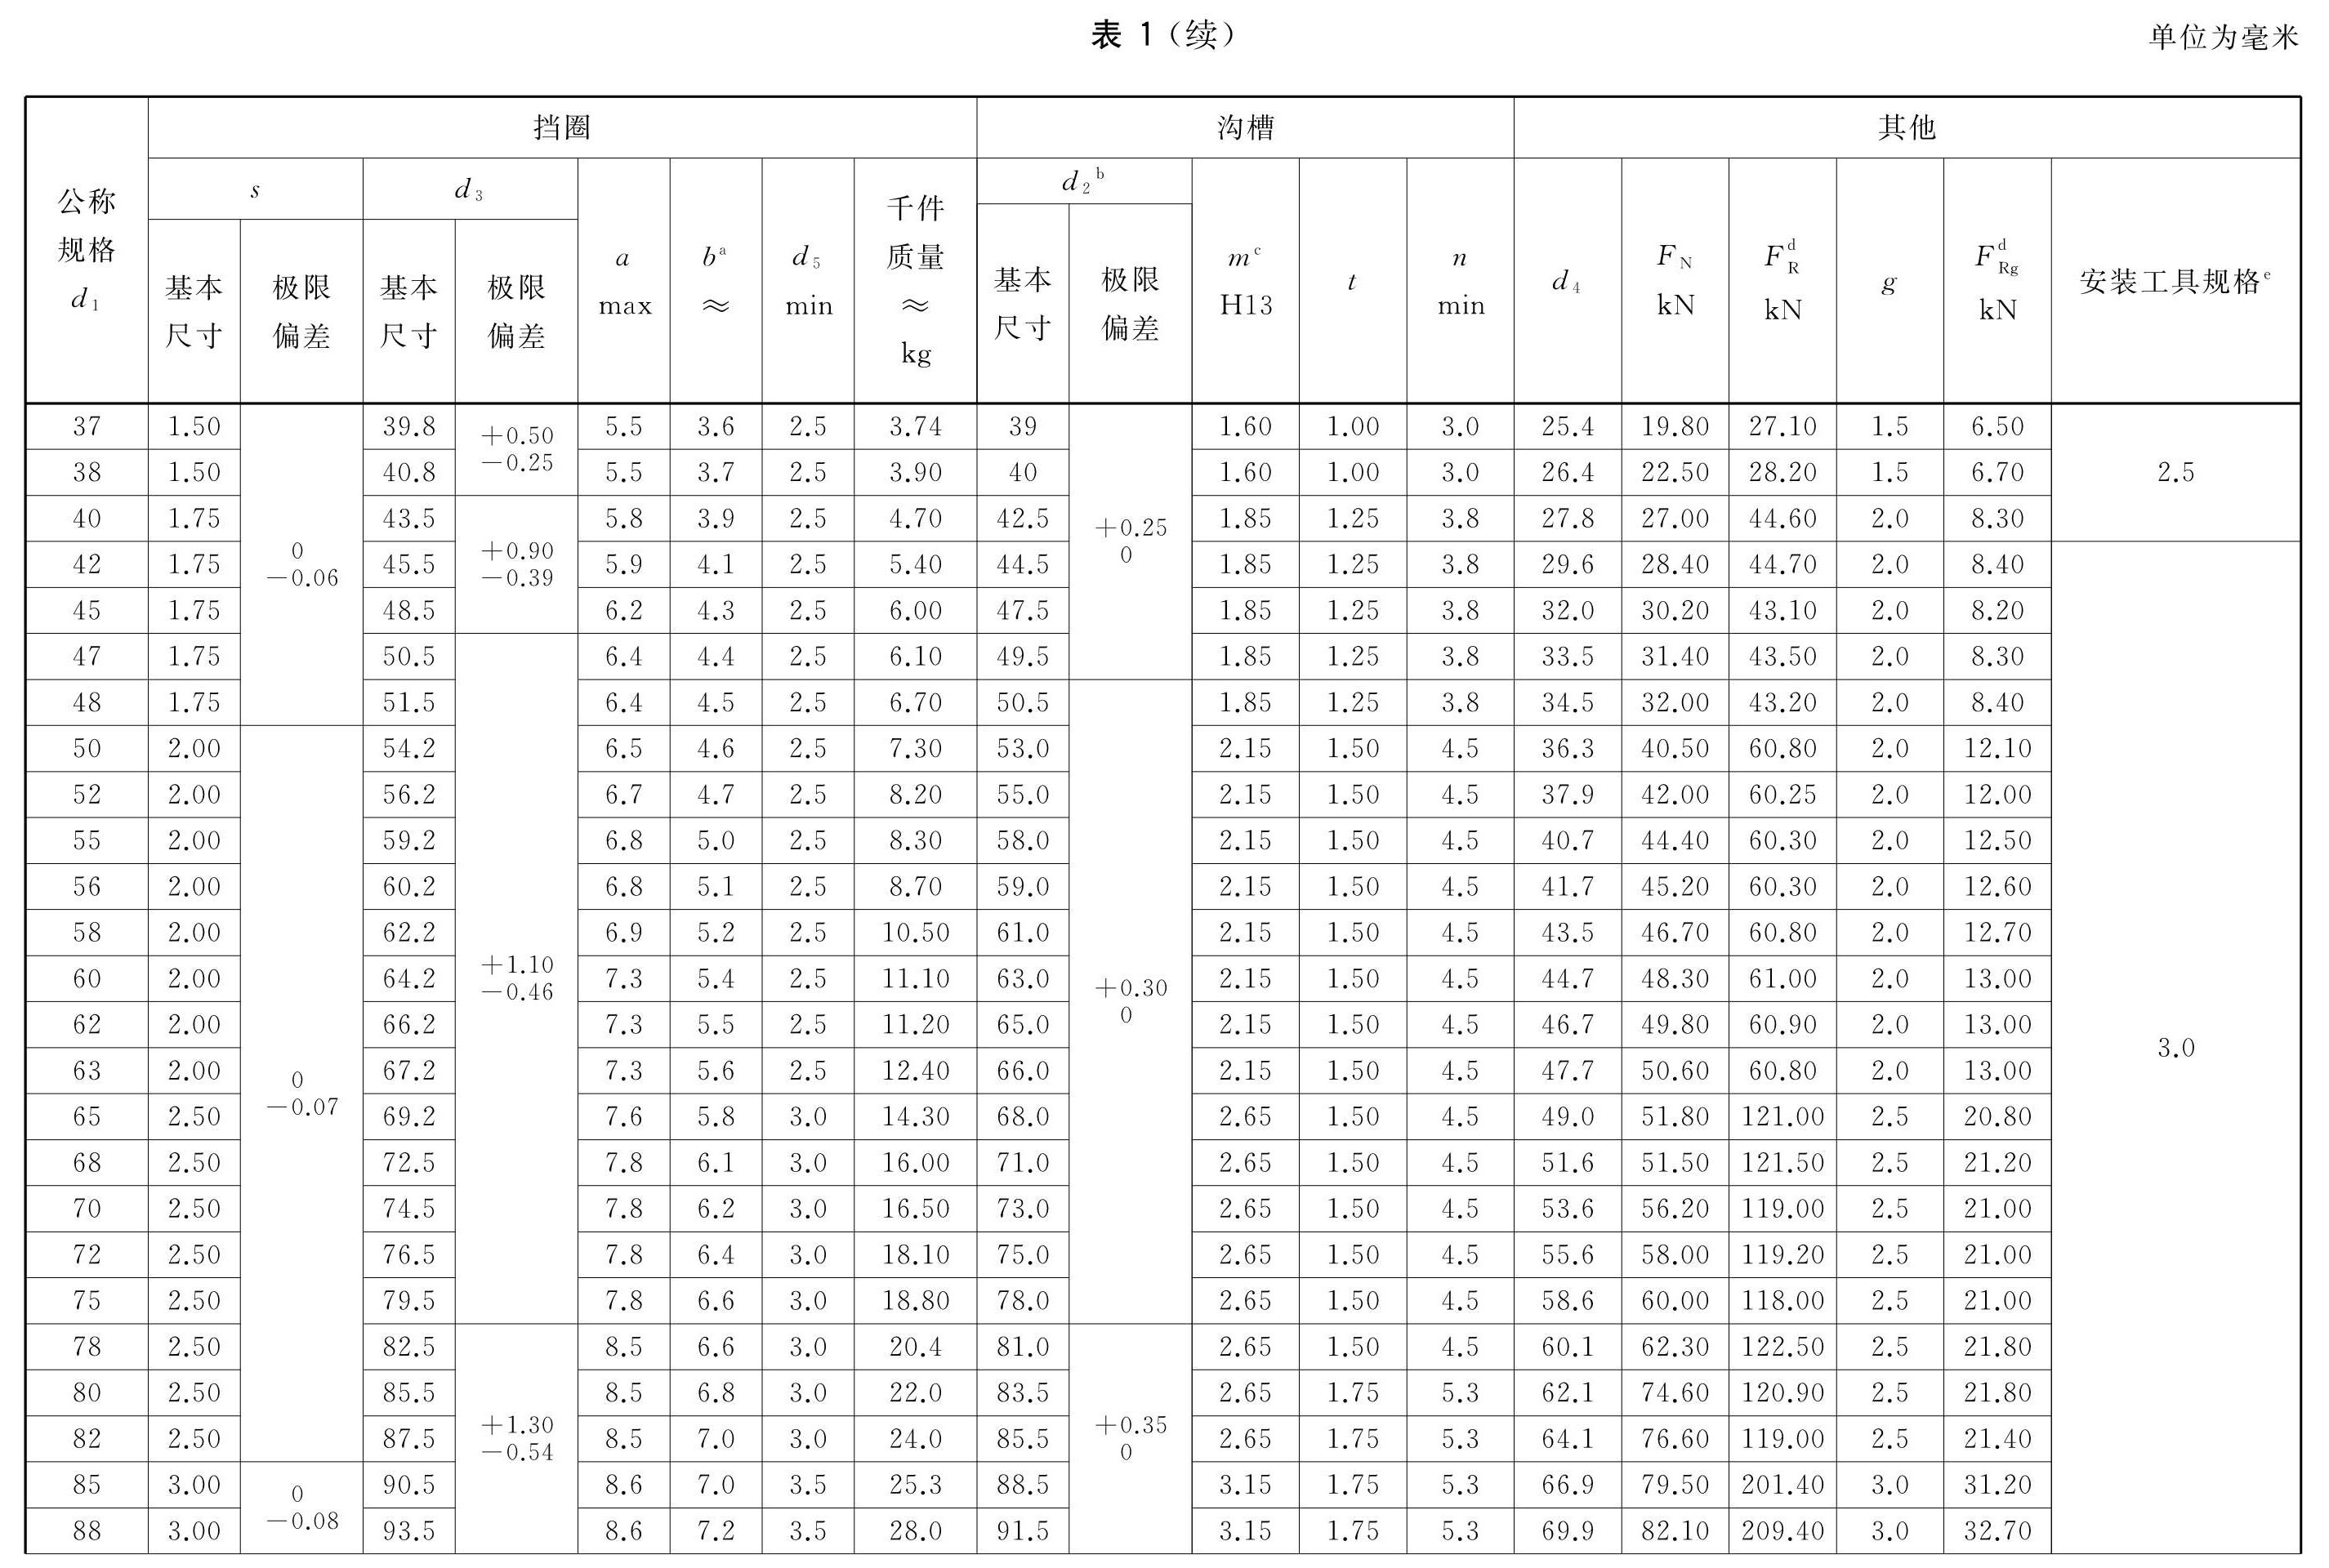 表 1（续）
单位为毫米
公称规格 d1 挡圈 沟槽 其他
s d3 a max bᵃ ≈ d5 min 千件质量 ≈ kg d2ᵇ mᶜ H13 t n min d4 FN kN FRᵈ kN g FRgᵈ kN 安装工具规格ᵉ
基本尺寸 极限偏差 基本尺寸 极限偏差 基本尺寸 极限偏差
37 1.50 0 −0.06 39.8 +0.50 −0.25 5.5 3.6 2.5 3.74 39 +0.25 0 1.60 1.00 3.0 25.4 19.80 27.10 1.5 6.50 2.5
38 1.50 40.8 5.5 3.7 2.5 3.90 40 1.60 1.00 3.0 26.4 22.50 28.20 1.5 6.70
40 1.75 43.5 +0.90 −0.39 5.8 3.9 2.5 4.70 42.5 1.85 1.25 3.8 27.8 27.00 44.60 2.0 8.30
42 1.75 45.5 5.9 4.1 2.5 5.40 44.5 1.85 1.25 3.8 29.6 28.40 44.70 2.0 8.40 3.0
45 1.75 48.5 6.2 4.3 2.5 6.00 47.5 1.85 1.25 3.8 32.0 30.20 43.10 2.0 8.20
47 1.75 50.5 +1.10 −0.46 6.4 4.4 2.5 6.10 49.5 1.85 1.25 3.8 33.5 31.40 43.50 2.0 8.30
48 1.75 51.5 6.4 4.5 2.5 6.70 50.5 +0.30 0 1.85 1.25 3.8 34.5 32.00 43.20 2.0 8.40
50 2.00 0 −0.07 54.2 6.5 4.6 2.5 7.30 53.0 2.15 1.50 4.5 36.3 40.50 60.80 2.0 12.10
52 2.00 56.2 6.7 4.7 2.5 8.20 55.0 2.15 1.50 4.5 37.9 42.00 60.25 2.0 12.00
55 2.00 59.2 6.8 5.0 2.5 8.30 58.0 2.15 1.50 4.5 40.7 44.40 60.30 2.0 12.50
56 2.00 60.2 6.8 5.1 2.5 8.70 59.0 2.15 1.50 4.5 41.7 45.20 60.30 2.0 12.60
58 2.00 62.2 6.9 5.2 2.5 10.50 61.0 2.15 1.50 4.5 43.5 46.70 60.80 2.0 12.70
60 2.00 64.2 7.3 5.4 2.5 11.10 63.0 2.15 1.50 4.5 44.7 48.30 61.00 2.0 13.00
62 2.00 66.2 7.3 5.5 2.5 11.20 65.0 2.15 1.50 4.5 46.7 49.80 60.90 2.0 13.00
63 2.00 67.2 7.3 5.6 2.5 12.40 66.0 2.15 1.50 4.5 47.7 50.60 60.80 2.0 13.00
65 2.50 69.2 7.6 5.8 3.0 14.30 68.0 2.65 1.50 4.5 49.0 51.80 121.00 2.5 20.80
68 2.50 72.5 7.8 6.1 3.0 16.00 71.0 2.65 1.50 4.5 51.6 51.50 121.50 2.5 21.20
70 2.50 74.5 7.8 6.2 3.0 16.50 73.0 2.65 1.50 4.5 53.6 56.20 119.00 2.5 21.00
72 2.50 76.5 7.8 6.4 3.0 18.10 75.0 2.65 1.50 4.5 55.6 58.00 119.20 2.5 21.00
75 2.50 79.5 7.8 6.6 3.0 18.80 78.0 2.65 1.50 4.5 58.6 60.00 118.00 2.5 21.00
78 2.50 82.5 +1.30 −0.54 8.5 6.6 3.0 20.4 81.0 +0.35 0 2.65 1.50 4.5 60.1 62.30 122.50 2.5 21.80
80 2.50 85.5 8.5 6.8 3.0 22.0 83.5 2.65 1.75 5.3 62.1 74.60 120.90 2.5 21.80
82 2.50 87.5 8.5 7.0 3.0 24.0 85.5 2.65 1.75 5.3 64.1 76.60 119.00 2.5 21.40
85 3.00 0 −0.08 90.5 8.6 7.0 3.5 25.3 88.5 3.15 1.75 5.3 66.9 79.50 201.40 3.0 31.20
88 3.00 93.5 8.6 7.2 3.5 28.0 91.5 3.15 1.75 5.3 69.9 82.10 209.40 3.0 32.70